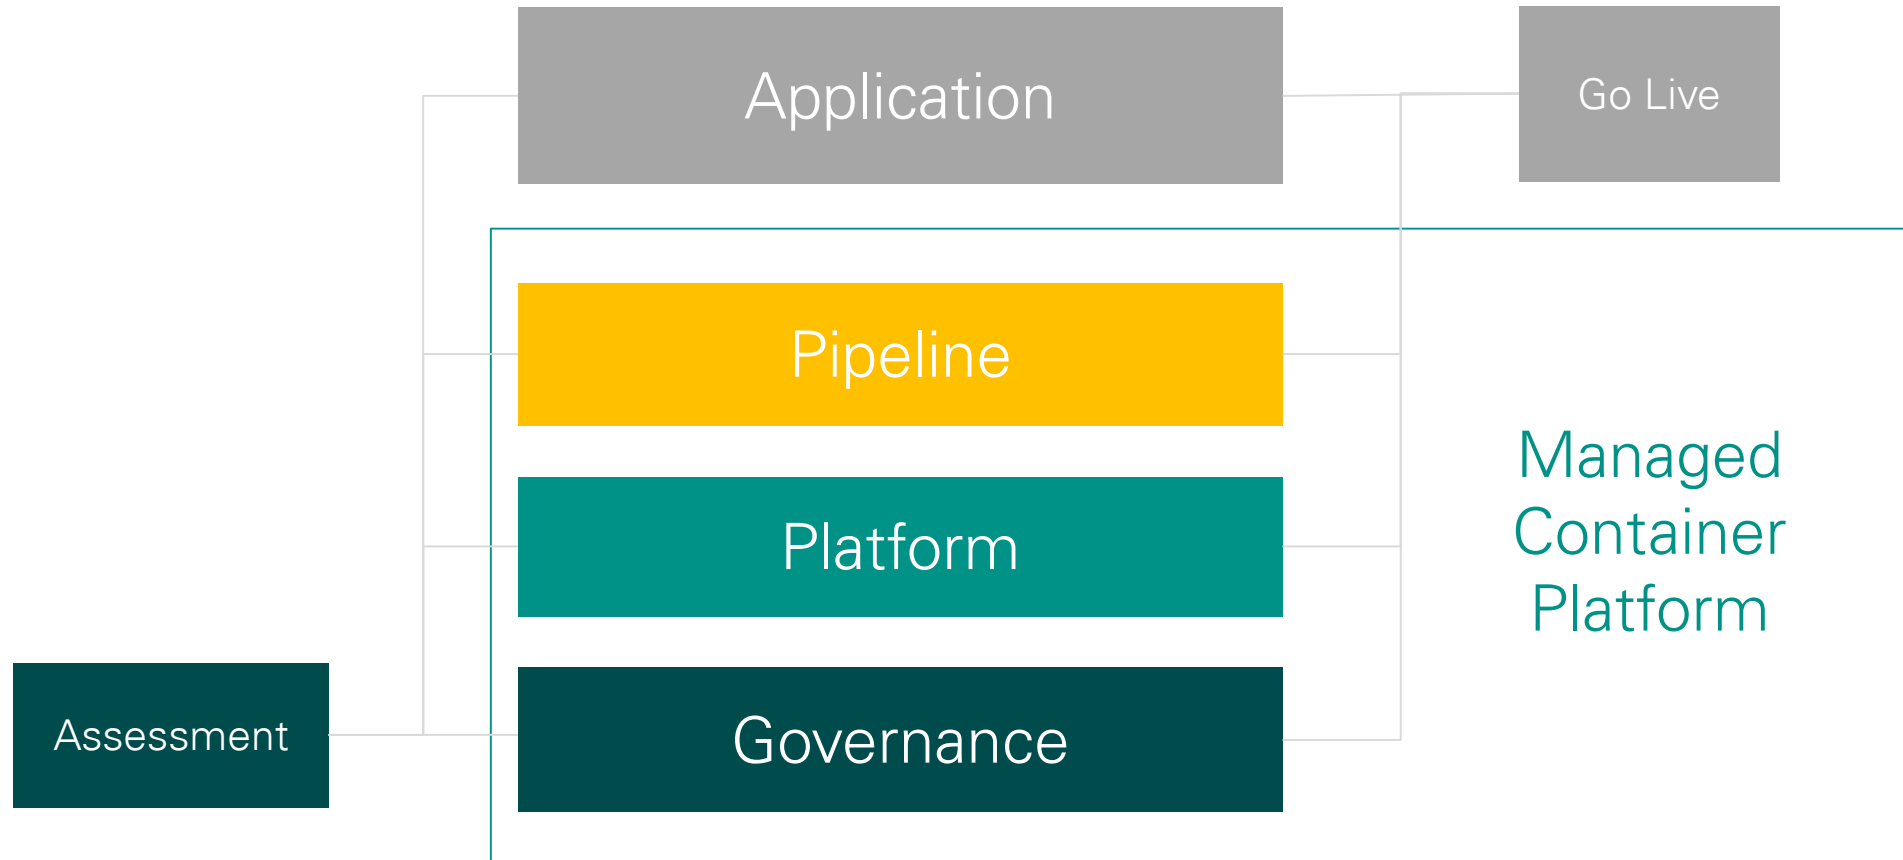 Application
Go Live
Pipeline
Managed
Container
Platform
Platform
Assessment
Governance